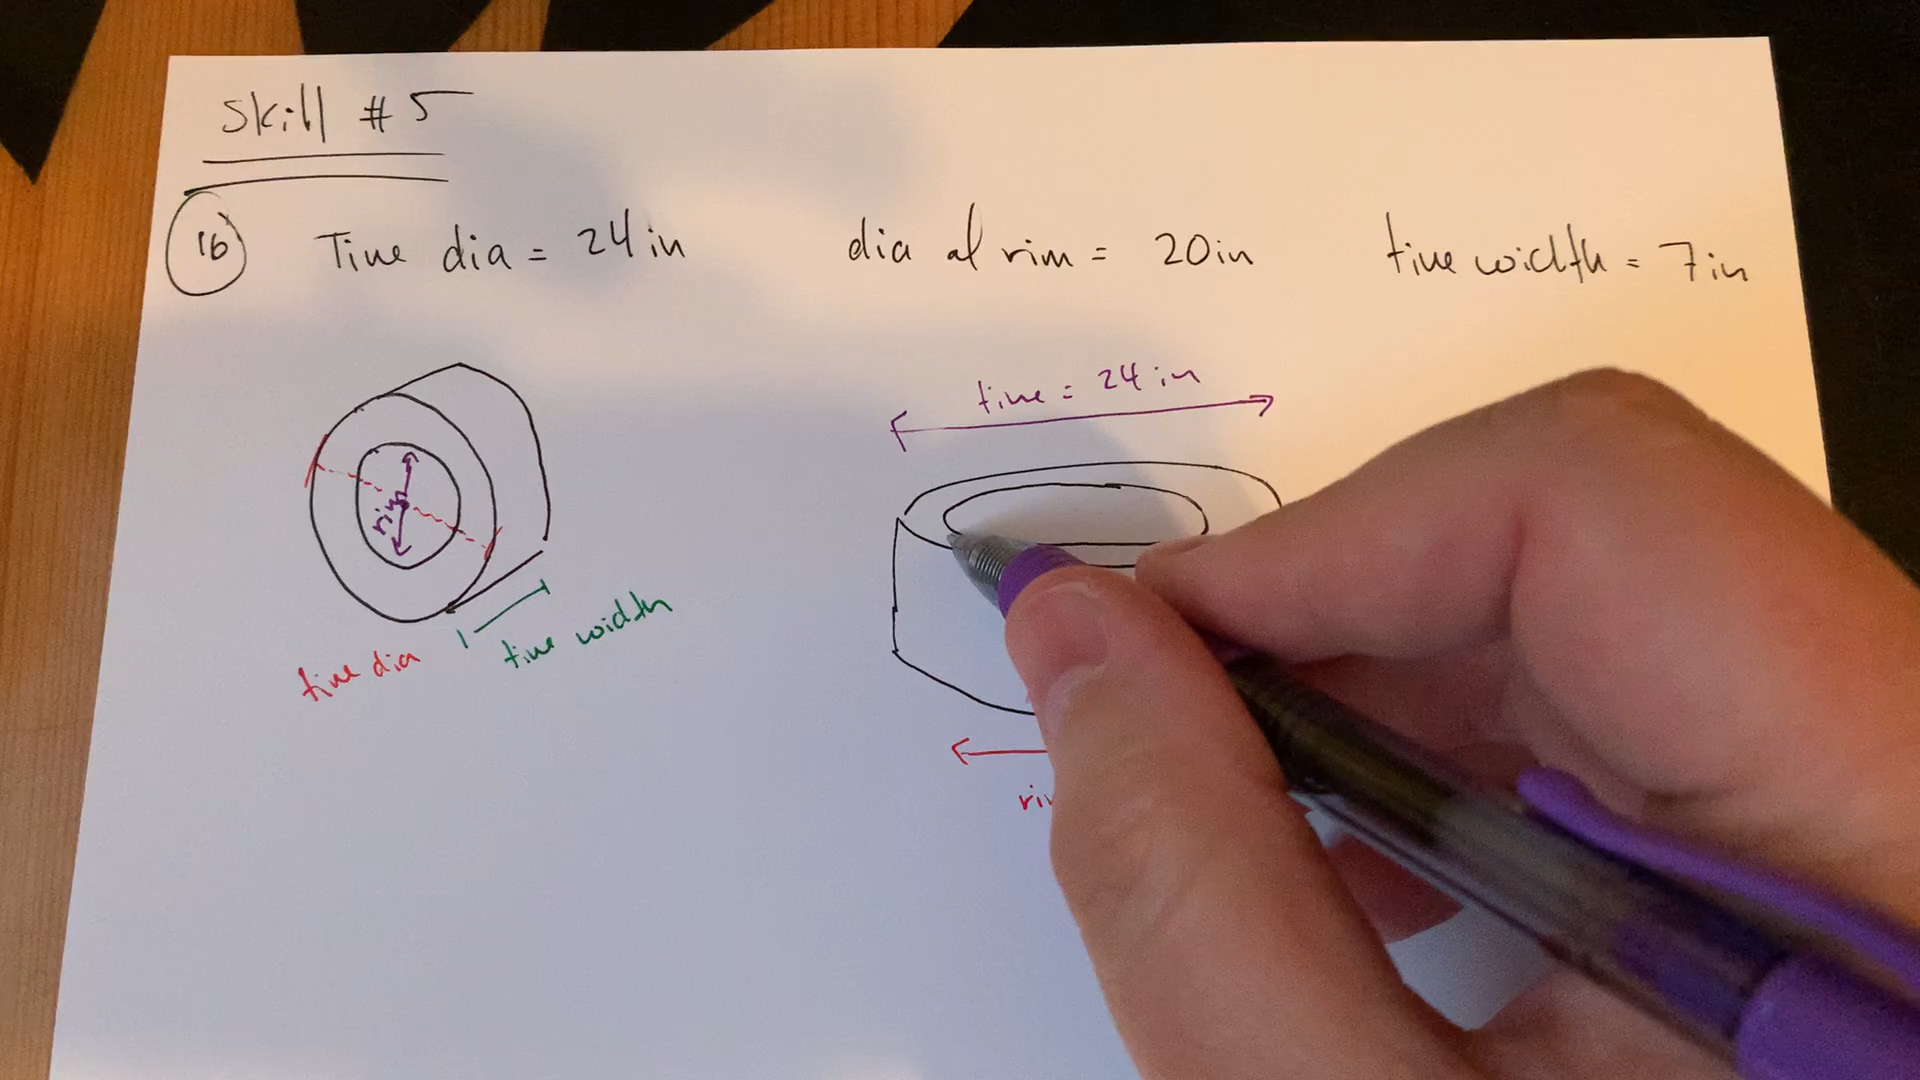 Skill # 5
16 Tire dia = 24 in dia at rim = 20in tire width = 7in
tire = 24 in
rim
tire width
tire dia